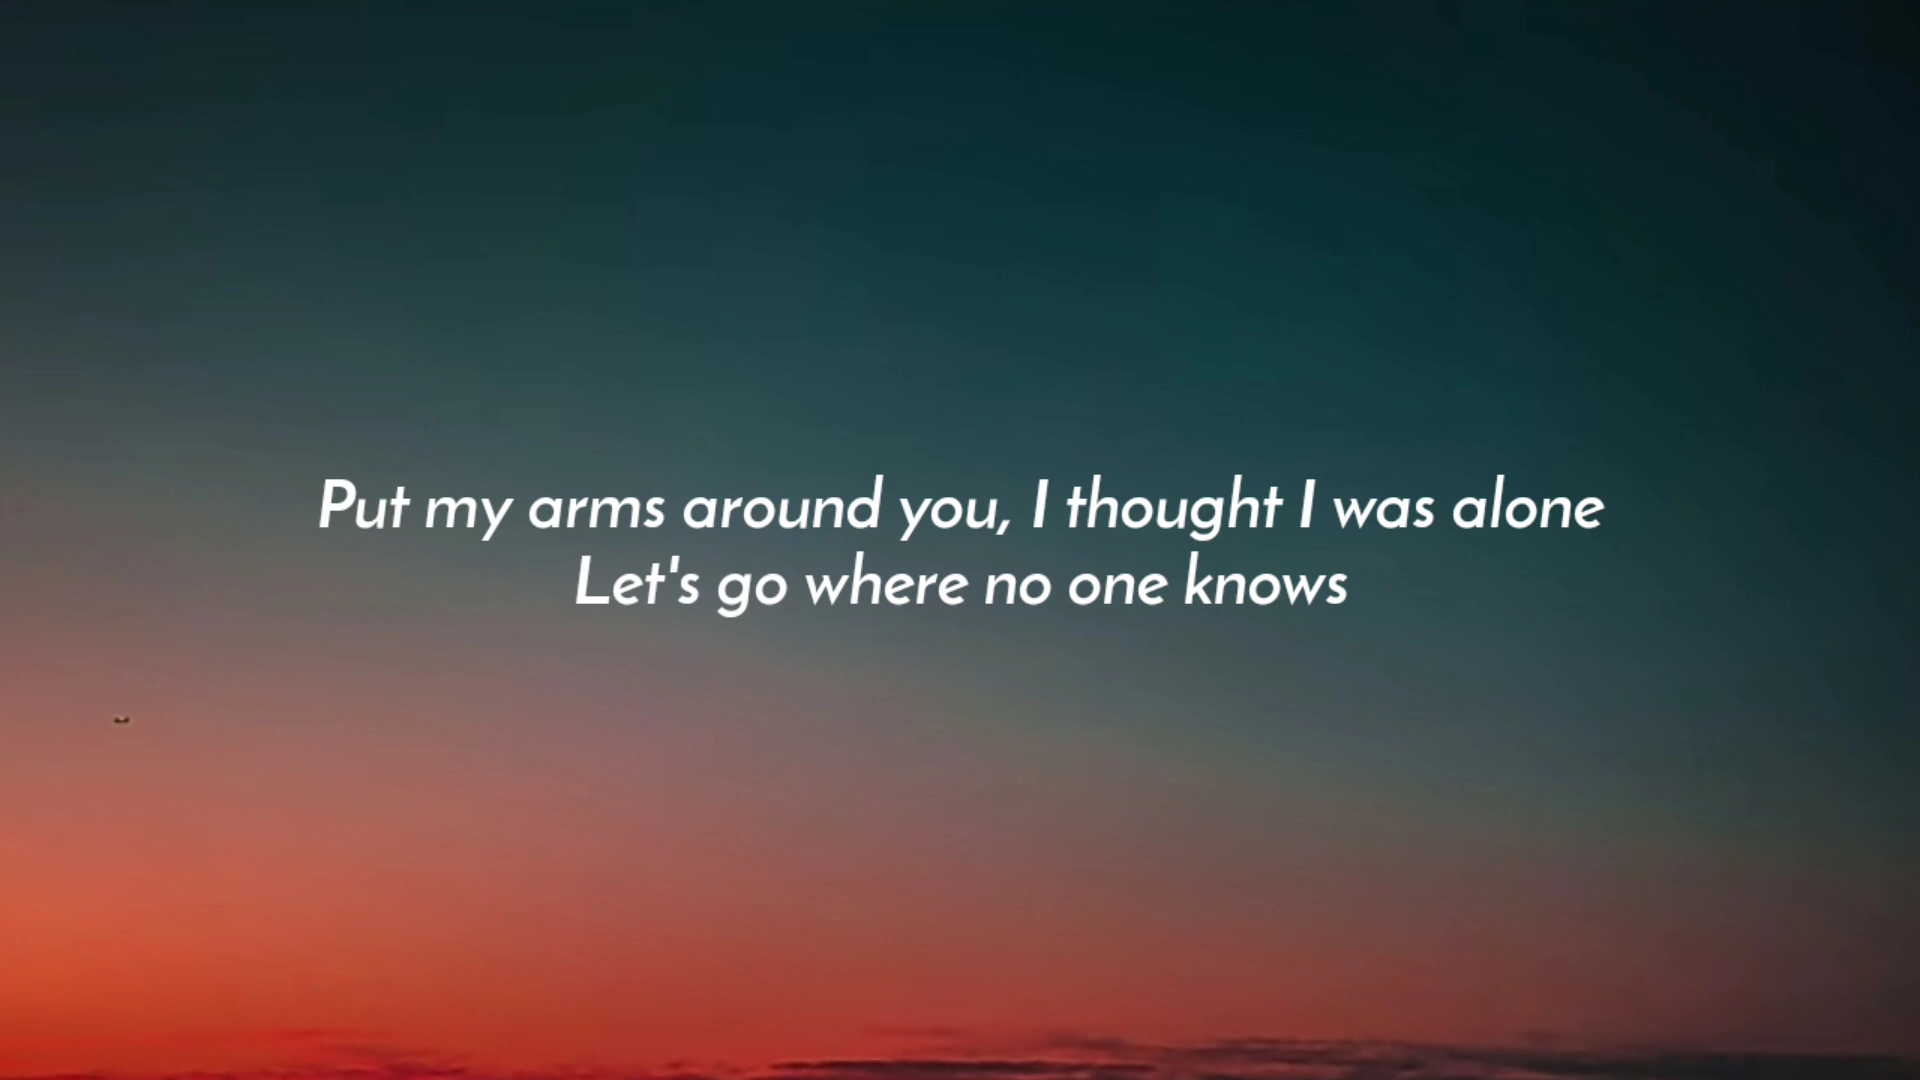 Put my arms around you, I thought I was alone
Let's go where no one knows